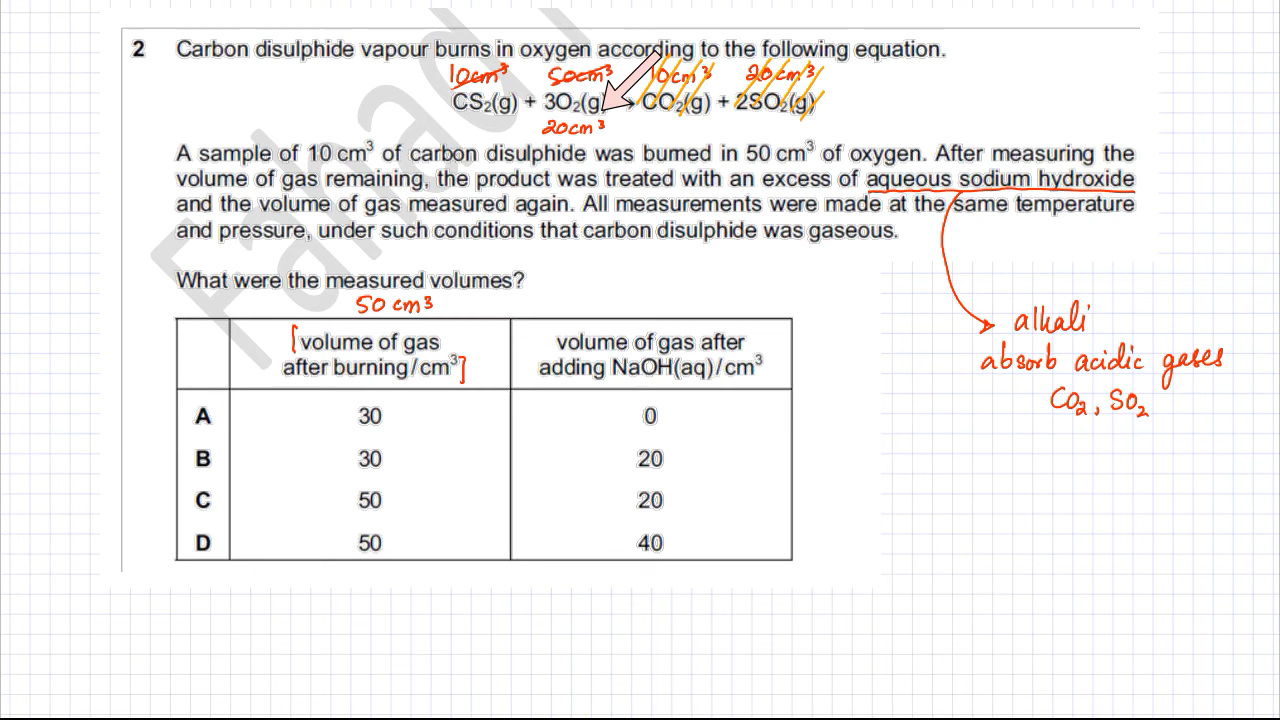 2 Carbon disulphide vapour burns in oxygen according to the following equation.
10cm³ 50cm³ 10cm³ 20cm³
CS₂(g) + 3O₂(g) → CO₂(g) + 2SO₂(g)
20cm³
A sample of 10 cm³ of carbon disulphide was burned in 50 cm³ of oxygen. After measuring the
volume of gas remaining, the product was treated with an excess of aqueous sodium hydroxide
and the volume of gas measured again. All measurements were made at the same temperature
and pressure, under such conditions that carbon disulphide was gaseous.
What were the measured volumes?
50 cm³
volume of gas
after burning/cm³
volume of gas after
adding NaOH(aq)/cm³
A 30 0
B 30 20
C 50 20
D 50 40
alkali
absorb acidic gases
CO₂, SO₂
Fahad